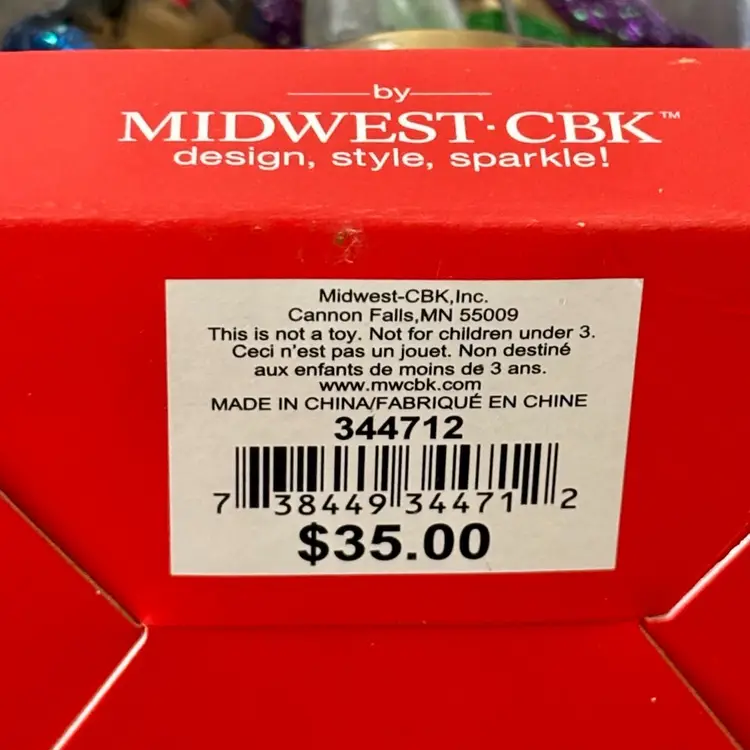 by
MIDWEST·CBK™
design, style, sparkle!
Midwest-CBK,Inc.
Cannon Falls,MN 55009
This is not a toy. Not for children under 3.
Ceci n'est pas un jouet. Non destiné
aux enfants de moins de 3 ans.
www.mwcbk.com
MADE IN CHINA/FABRIQUÉ EN CHINE
344712
7 38449 34471 2
$35.00